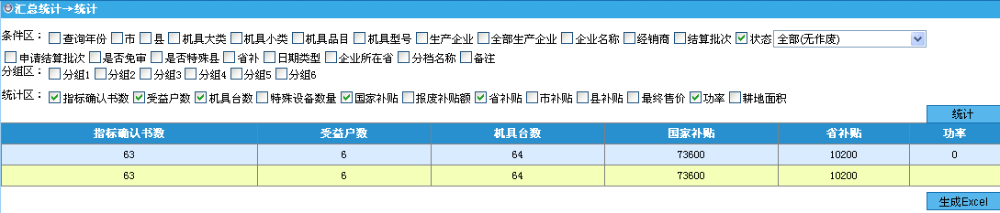 汇总统计→统计
条件区： 查询年份 市 县 机具大类 机具小类 机具品目 机具型号 生产企业 全部生产企业 企业名称 经销商 结算批次 状态 全部(无作废)
申请结算批次 是否免审 是否特殊县 省补 日期类型 企业所在省 分档名称 备注
分组区： 分组1 分组2 分组3 分组4 分组5 分组6
统计区： 指标确认书数 受益户数 机具台数 特殊设备数量 国家补贴 报废补贴额 省补贴 市补贴 县补贴 最终售价 功率 耕地面积
统计
指标确认书数 受益户数 机具台数 国家补贴 省补贴 功率
63 6 64 73600 10200 0
63 6 64 73600 10200
生成Excel